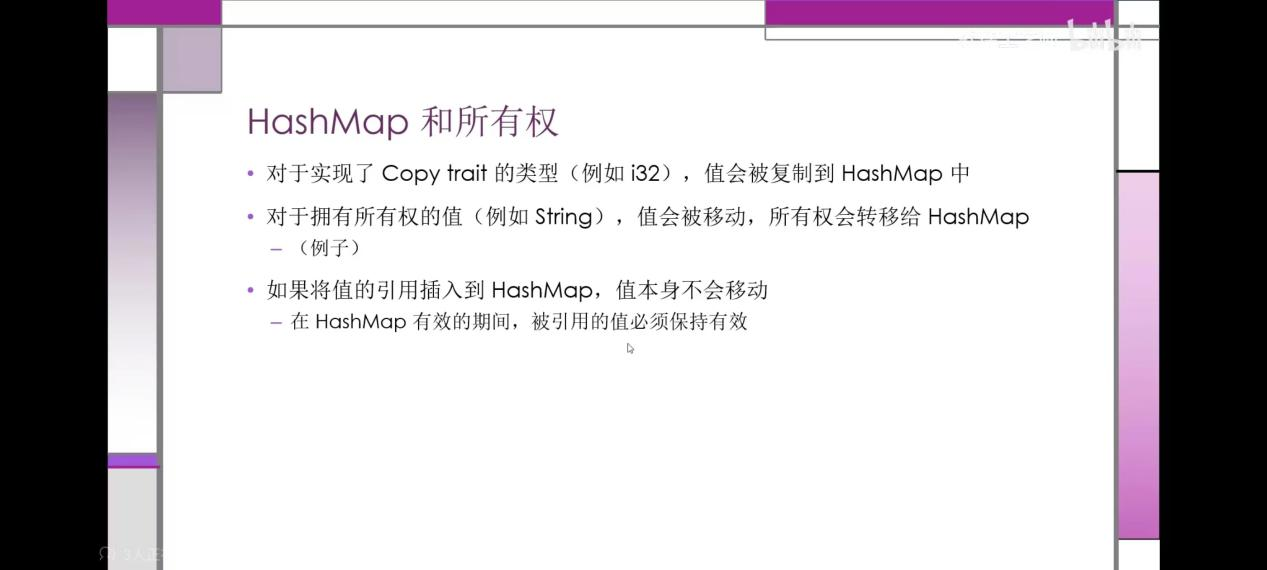 bilibili
HashMap 和所有权
• 对于实现了 Copy trait 的类型（例如 i32），值会被复制到 HashMap 中
• 对于拥有所有权的值（例如 String），值会被移动，所有权会转移给 HashMap
– （例子）
• 如果将值的引用插入到 HashMap，值本身不会移动
– 在 HashMap 有效的期间，被引用的值必须保持有效
3人正